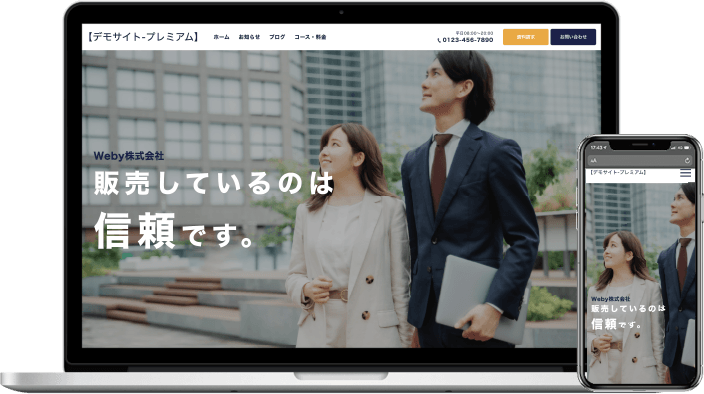 【デモサイト-プレミアム】
ホーム お知らせ ブログ コース・料金
平日08:00〜20:00
0123-456-7890
資料請求
お問い合わせ
Weby株式会社
販売しているのは
信頼です。
17:43
4G
AA
【デモサイト-プレミアム】
Weby株式会社
販売しているのは
信頼です。